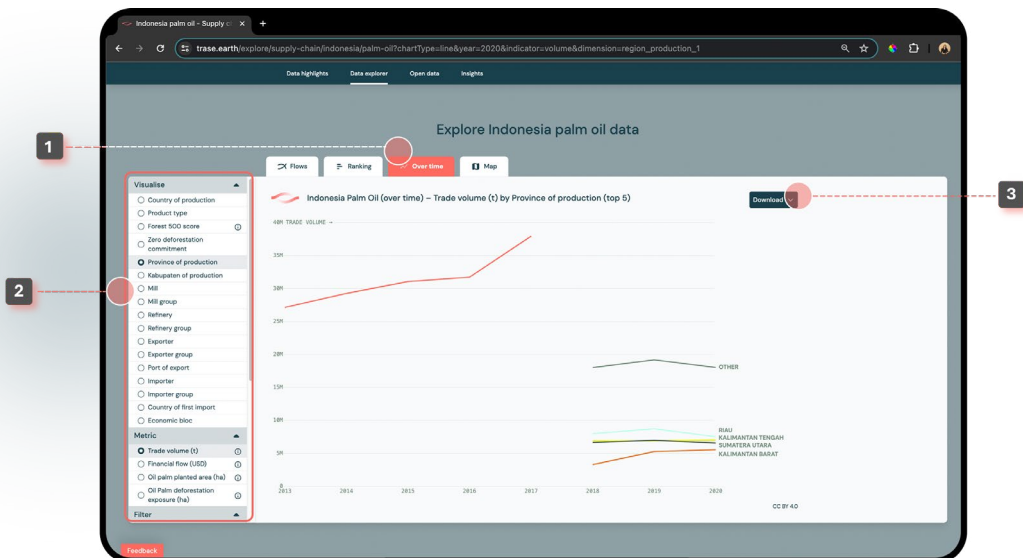 Indonesia palm oil - Supply c
trase.earth/explore/supply-chain/indonesia/palm-oil?chartType=line&year=2020&indicator=volume&dimension=region_production_1
Data highlights Data explorer Open data Insights
Explore Indonesia palm oil data
1
Flows Ranking Over time Map
Visualise
Country of production
Product type
Forest 500 score
Zero deforestation
commitment
Province of production
Kabupaten of production
Mill
Mill group
Refinery
Refinery group
Exporter
Exporter group
Port of export
Importer
Importer group
Country of first import
Economic bloc
Metric
Trade volume (t)
Financial flow (USD)
Oil palm planted area (ha)
Oil Palm deforestation
exposure (ha)
Filter
2
Indonesia Palm Oil (over time) – Trade volume (t) by Province of production (top 5)
Download
3
40M TRADE VOLUME →
35M
30M
25M
20M
15M
10M
5M
0
2013 2014 2015 2016 2017 2018 2019 2020
OTHER
RIAU
KALIMANTAN TENGAH
SUMATERA UTARA
KALIMANTAN BARAT
CC BY 4.0
Feedback